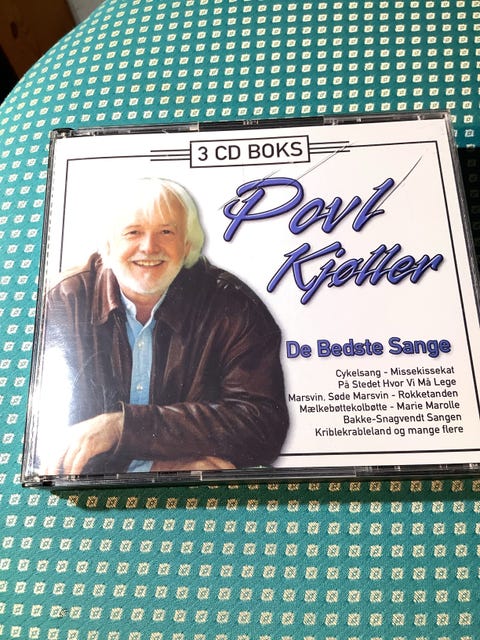 3 CD BOKS
Povl
Kjøller
De Bedste Sange
Cykelsang - Missekissekat
På Stedet Hvor Vi Må Lege
Marsvin, Søde Marsvin - Rokketanden
Mælkebøttekolbøtte - Marie Marolle
Bakke-Snagvendt Sangen
Kriblekrableland og mange flere